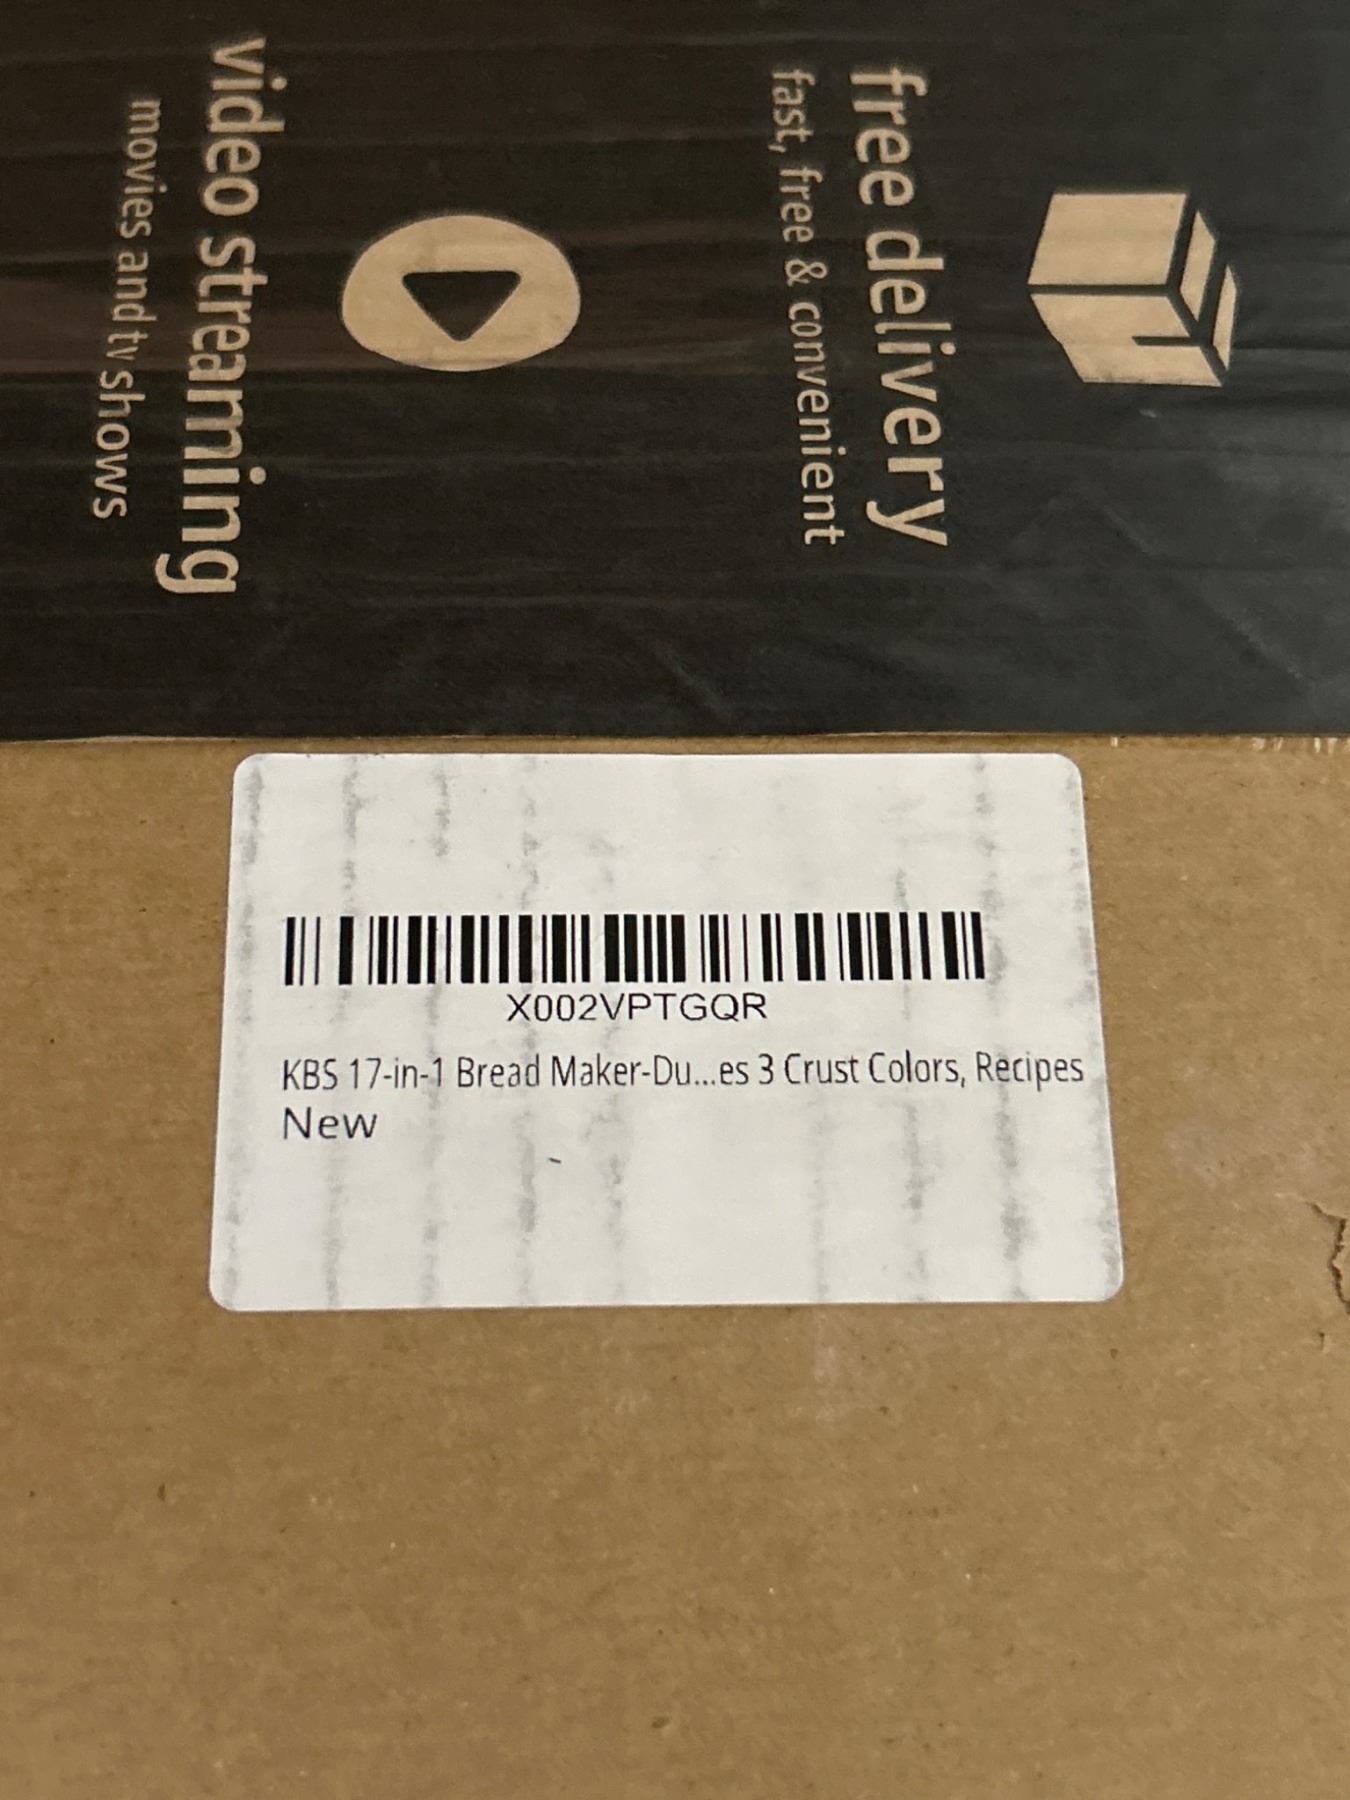 free delivery
fast, free & convenient
video streaming
movies and tv shows
X002VPTGQR
KBS 17-in-1 Bread Maker-Du...es 3 Crust Colors, Recipes
New